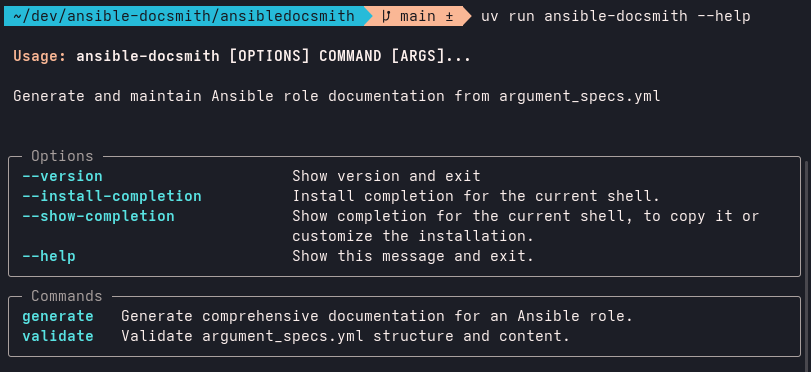 ~/dev/ansible-docsmith/ansibledocsmith main ± uv run ansible-docsmith --help
Usage: ansible-docsmith [OPTIONS] COMMAND [ARGS]...
Generate and maintain Ansible role documentation from argument_specs.yml
Options
--version Show version and exit
--install-completion Install completion for the current shell.
--show-completion Show completion for the current shell, to copy it or
customize the installation.
--help Show this message and exit.
Commands
generate Generate comprehensive documentation for an Ansible role.
validate Validate argument_specs.yml structure and content.